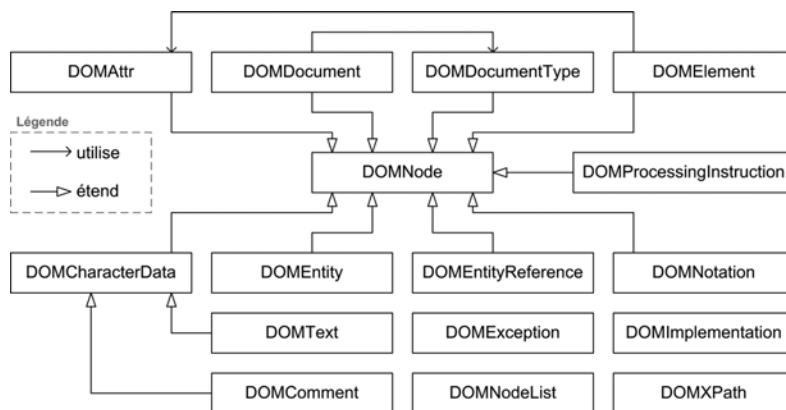 DOMAttr
DOMDocument
DOMDocumentType
DOMElement
Légende
utilise
étend
DOMNode
DOMProcessingInstruction
DOMCharacterData
DOMEntity
DOMEntityReference
DOMNotation
DOMText
DOMException
DOMImplementation
DOMComment
DOMNodeList
DOMXPath